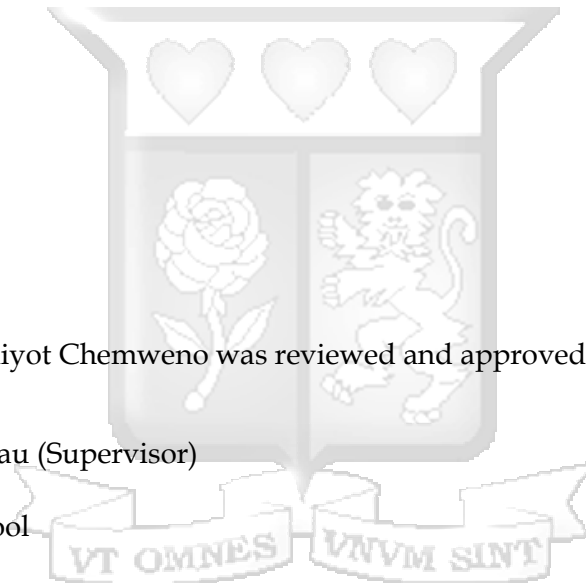 iyot Chemweno was reviewed and approved
au (Supervisor)
ool
VT OMNES VNVM SINT